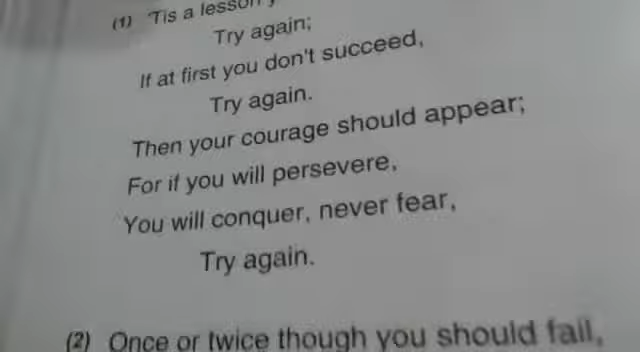 (1) 'Tis a lesson
Try again;
If at first you don't succeed,
Try again.
Then your courage should appear;
For if you will persevere,
You will conquer, never fear,
Try again.
(2) Once or twice though you should fail,